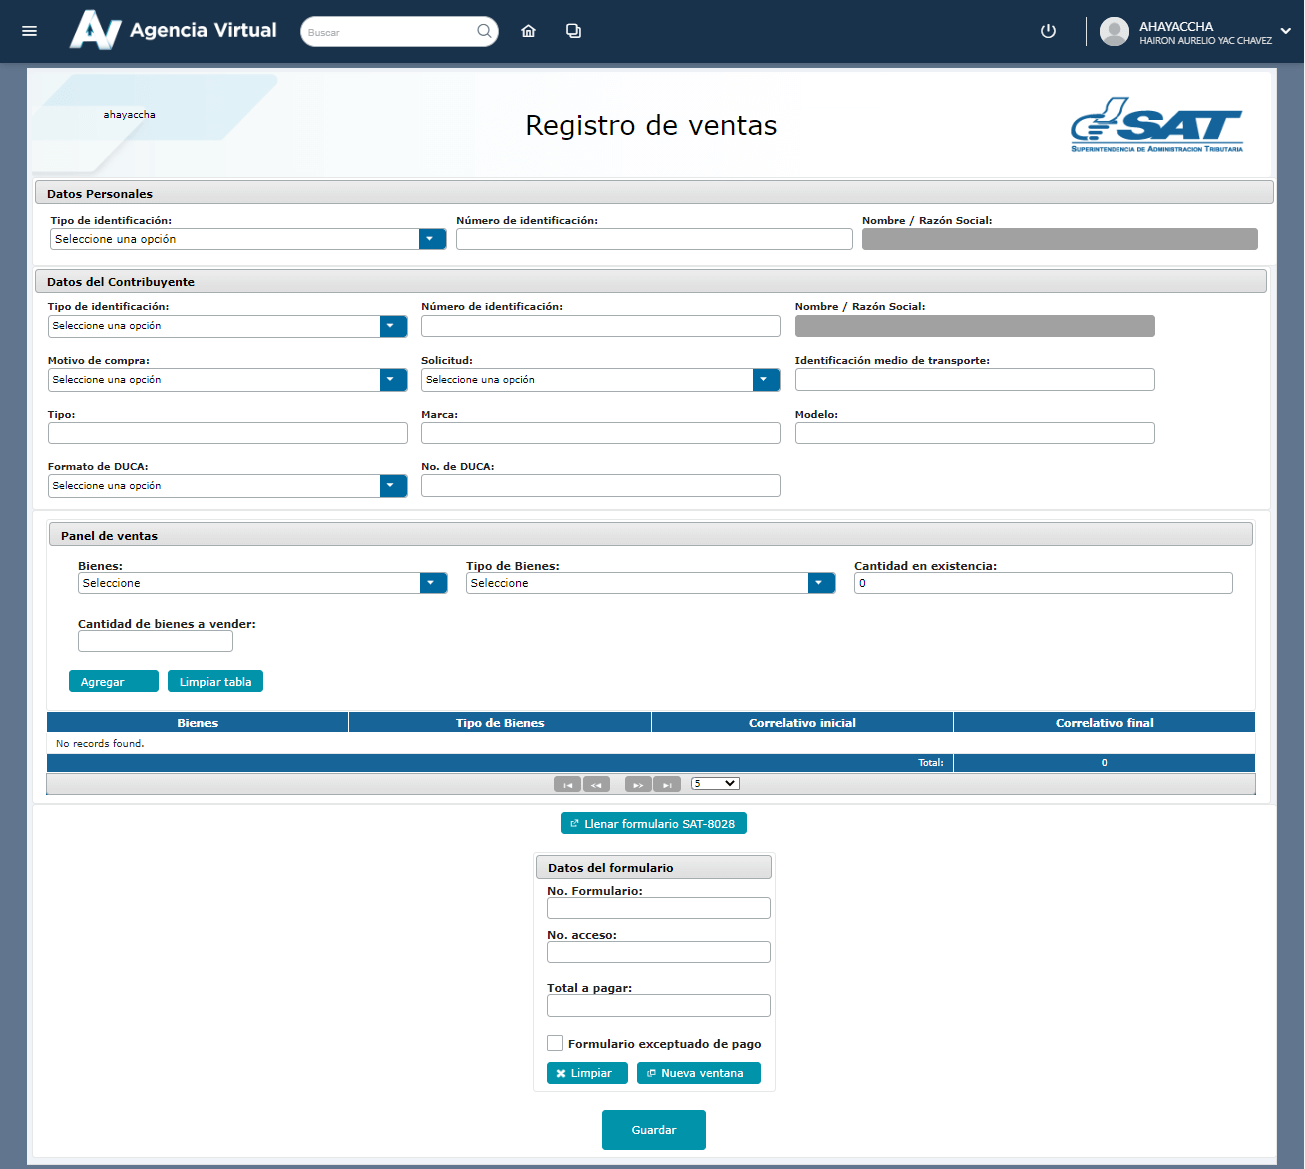 Agencia Virtual
Buscar
AHAYACCHA
HAIRON AURELIO YAC CHAVEZ
ahayaccha
Registro de ventas
SAT
SUPERINTENDENCIA DE ADMINISTRACION TRIBUTARIA
Datos Personales
Tipo de identificación: Número de identificación: Nombre / Razón Social:
Seleccione una opción
Datos del Contribuyente
Tipo de identificación: Número de identificación: Nombre / Razón Social:
Seleccione una opción
Motivo de compra: Solicitud: Identificación medio de transporte:
Seleccione una opción Seleccione una opción
Tipo: Marca: Modelo:
Formato de DUCA: No. de DUCA:
Seleccione una opción
Panel de ventas
Bienes: Tipo de Bienes: Cantidad en existencia:
Seleccione Seleccione 0
Cantidad de bienes a vender:
Agregar Limpiar tabla
Bienes Tipo de Bienes Correlativo inicial Correlativo final
No records found.
Total: 0
5
Llenar formulario SAT-8028
Datos del formulario
No. Formulario:
No. acceso:
Total a pagar:
Formulario exceptuado de pago
Limpiar Nueva ventana
Guardar